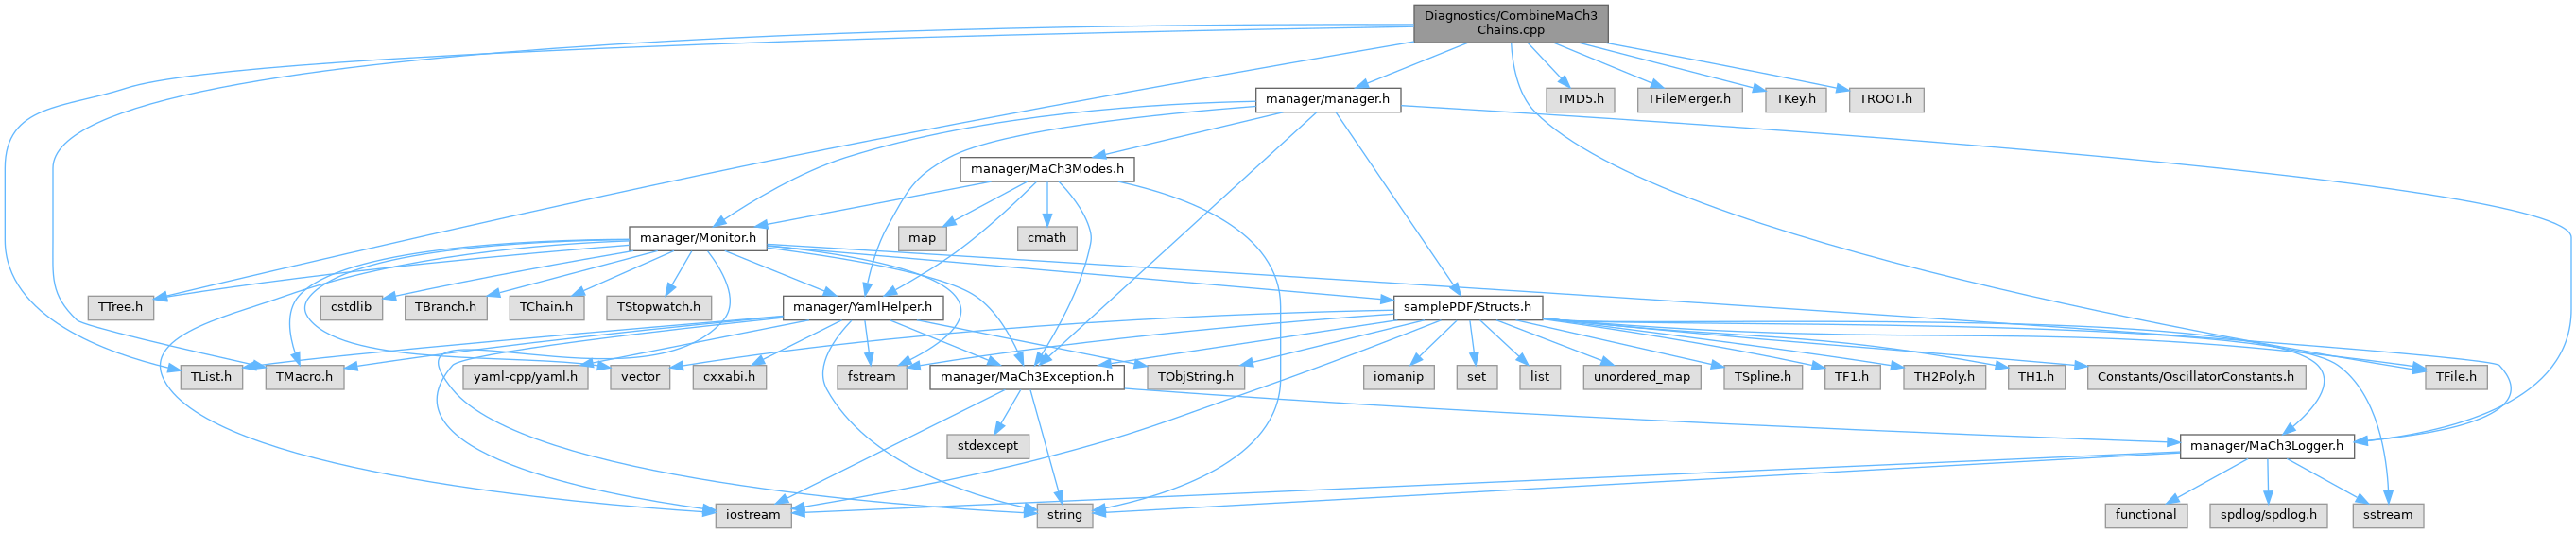 Diagnostics/CombineMaCh3
Chains.cpp
manager/manager.h
TMD5.h
TFileMerger.h
TKey.h
TROOT.h
manager/MaCh3Modes.h
manager/Monitor.h
map
cmath
TTree.h
cstdlib
TBranch.h
TChain.h
TStopwatch.h
manager/YamlHelper.h
samplePDF/Structs.h
TList.h
TMacro.h
yaml-cpp/yaml.h
vector
cxxabi.h
fstream
manager/MaCh3Exception.h
TObjString.h
iomanip
set
list
unordered_map
TSpline.h
TF1.h
TH2Poly.h
TH1.h
Constants/OscillatorConstants.h
TFile.h
stdexcept
manager/MaCh3Logger.h
iostream
string
functional
spdlog/spdlog.h
sstream